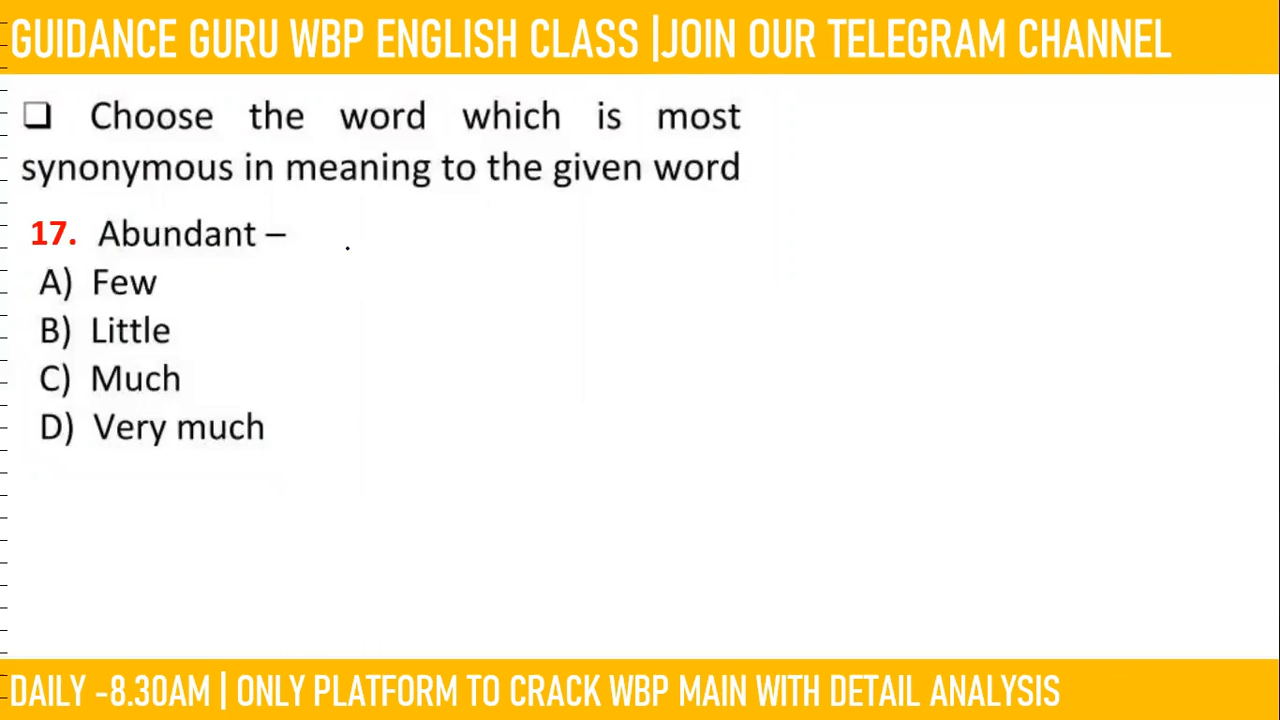 GUIDANCE GURU WBP ENGLISH CLASS |JOIN OUR TELEGRAM CHANNEL
❑ Choose the word which is most
synonymous in meaning to the given word
17. Abundant –
A) Few
B) Little
C) Much
D) Very much
DAILY -8.30AM | ONLY PLATFORM TO CRACK WBP MAIN WITH DETAIL ANALYSIS